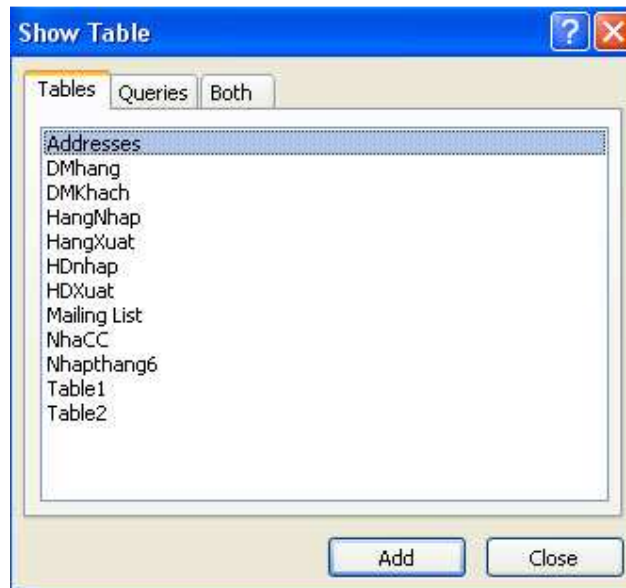 Show Table
?
Tables Queries Both
Addresses
DMhang
DMKhach
HangNhap
HangXuat
HDnhap
HDXuat
Mailing List
NhaCC
Nhapthang6
Table1
Table2
Add Close